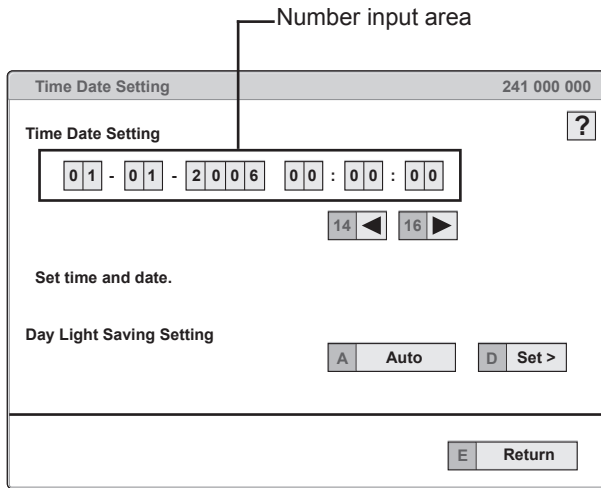 Number input area
Time Date Setting 241 000 000
?
Time Date Setting
01 - 01 - 2006 00 : 00 : 00
14 ◀ 16 ▶
Set time and date.
Day Light Saving Setting
A Auto D Set >
E Return